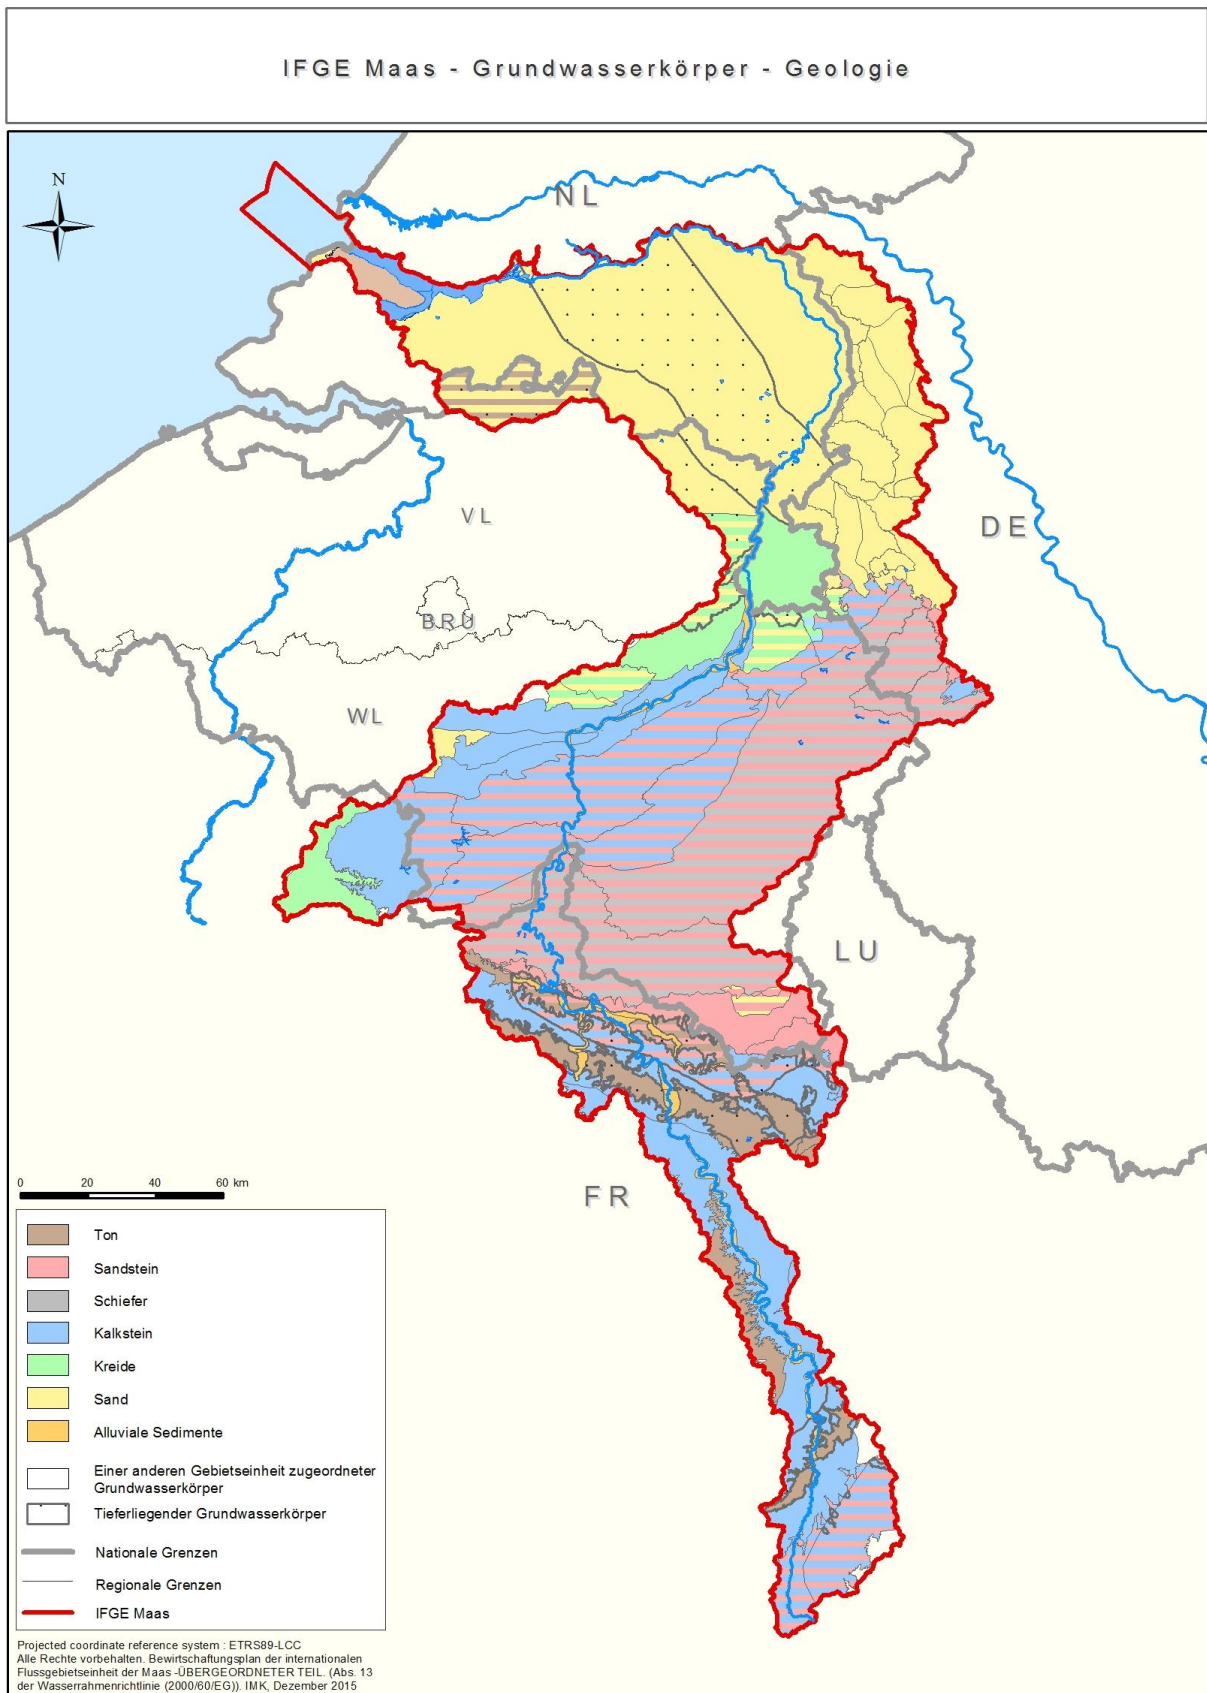 IFGE Maas - Grundwasserkörper - Geologie
N
NL
DE
VL
BRU
WL
LU
FR
0 20 40 60 km
Ton
Sandstein
Schiefer
Kalkstein
Kreide
Sand
Alluviale Sedimente
Einer anderen Gebietseinheit zugeordneter
Grundwasserkörper
Tieferliegender Grundwasserkörper
Nationale Grenzen
Regionale Grenzen
IFGE Maas
Projected coordinate reference system : ETRS89-LCC
Alle Rechte vorbehalten. Bewirtschaftungsplan der internationalen
Flussgebietseinheit der Maas -ÜBERGEORDNETER TEIL. (Abs. 13
der Wasserrahmenrichtlinie (2000/60/EG)). IMK, Dezember 2015